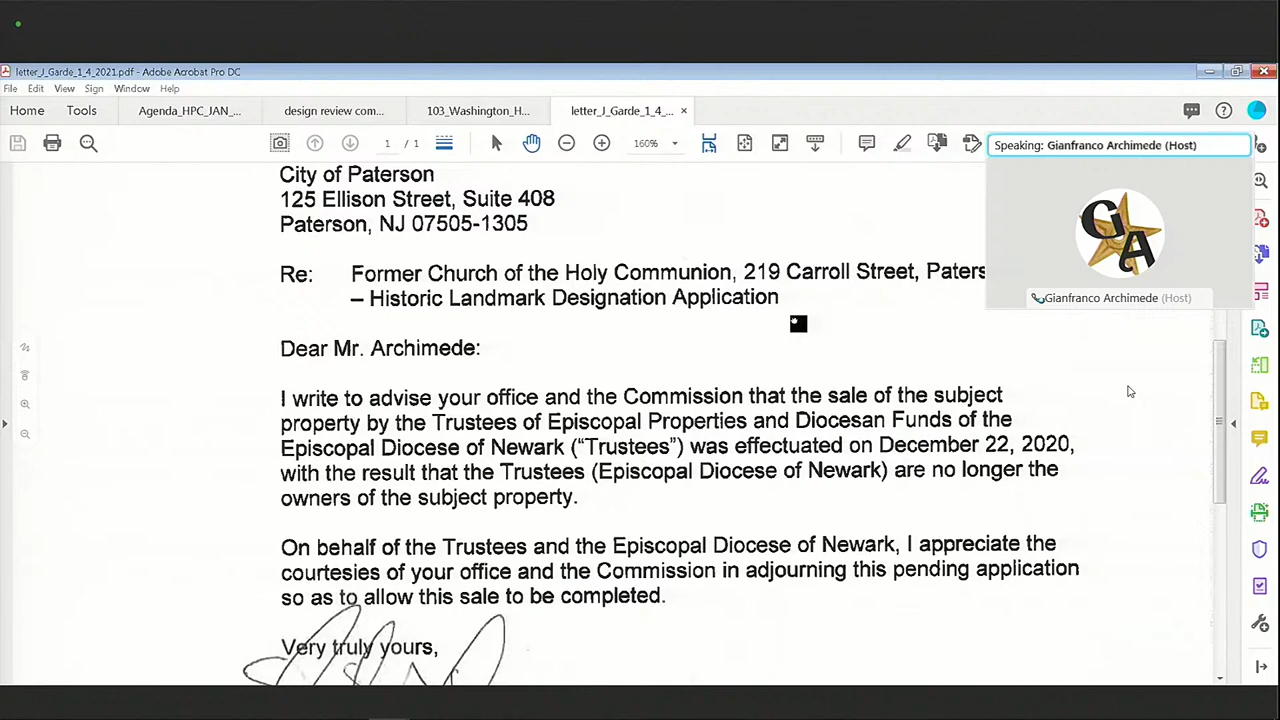 letter_J_Garde_1_4_2021.pdf - Adobe Acrobat Pro DC
File Edit View Sign Window Help
Home Tools Agenda_HPC_JAN_... design review com... 103_Washington_H... letter_J_Garde_1_4_... ×
1 / 1 160%
Speaking: Gianfranco Archimede (Host)
GA
Gianfranco Archimede (Host)
City of Paterson
125 Ellison Street, Suite 408
Paterson, NJ 07505-1305
Re: Former Church of the Holy Communion, 219 Carroll Street, Paters
– Historic Landmark Designation Application
Dear Mr. Archimede:
I write to advise your office and the Commission that the sale of the subject
property by the Trustees of Episcopal Properties and Diocesan Funds of the
Episcopal Diocese of Newark (“Trustees”) was effectuated on December 22, 2020,
with the result that the Trustees (Episcopal Diocese of Newark) are no longer the
owners of the subject property.
On behalf of the Trustees and the Episcopal Diocese of Newark, I appreciate the
courtesies of your office and the Commission in adjourning this pending application
so as to allow this sale to be completed.
Very truly yours,